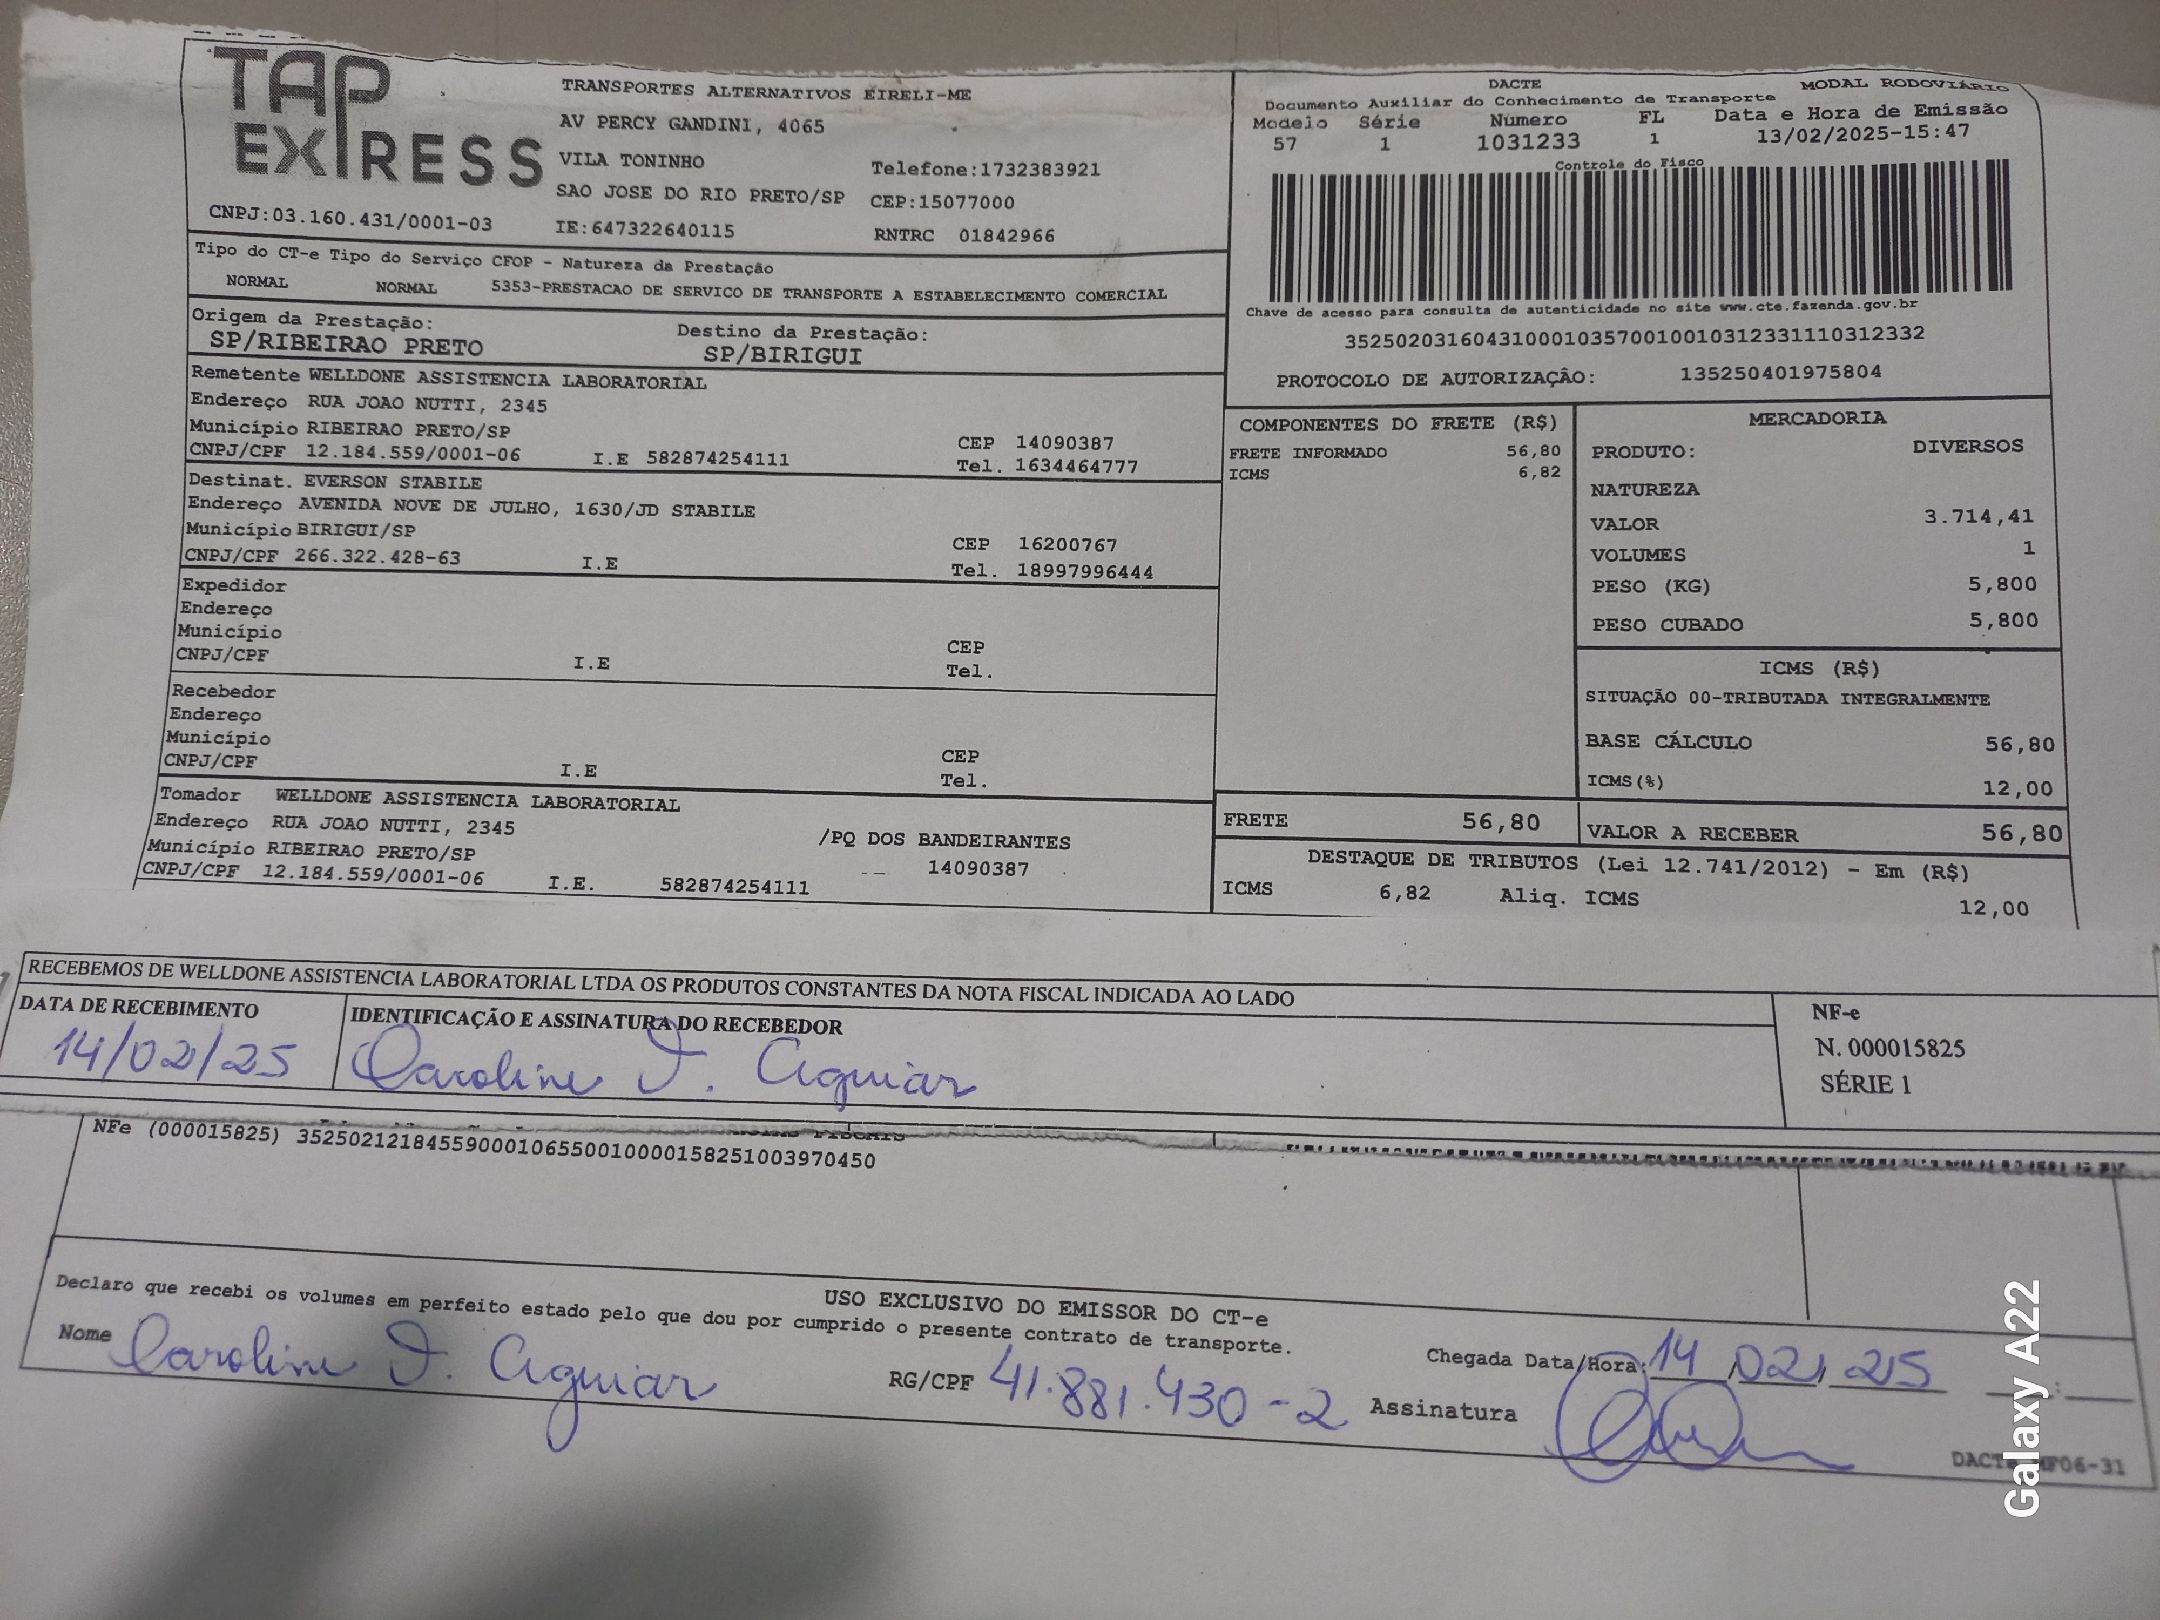 TAP
EXPRESS
TRANSPORTES ALTERNATIVOS EIRELI-ME
AV PERCY GANDINI, 4065
VILA TONINHO
Telefone:1732383921
SAO JOSE DO RIO PRETO/SP CEP:15077000
CNPJ:03.160.431/0001-03 IE:647322640115 RNTRC 01842966
DACTE MODAL RODOVIÁRIO
Documento Auxiliar do Conhecimento de Transporte
Modelo Série Número FL Data e Hora de Emissão
57 1 1031233 1 13/02/2025-15:47
Controle do Fisco
Chave de acesso para consulta de autenticidade no site www.cte.fazenda.gov.br
35250203160431000103570010010312331110312332
PROTOCOLO DE AUTORIZAÇÃO: 135250401975804
Tipo do CT-e Tipo do Serviço CFOP - Natureza da Prestação
NORMAL NORMAL 5353-PRESTACAO DE SERVICO DE TRANSPORTE A ESTABELECIMENTO COMERCIAL
Origem da Prestação: Destino da Prestação:
SP/RIBEIRAO PRETO SP/BIRIGUI
Remetente WELLDONE ASSISTENCIA LABORATORIAL
Endereço RUA JOAO NUTTI, 2345
Município RIBEIRAO PRETO/SP CEP 14090387
CNPJ/CPF 12.184.559/0001-06 I.E 582874254111 Tel. 1634464777
Destinat. EVERSON STABILE
Endereço AVENIDA NOVE DE JULHO, 1630/JD STABILE
Município BIRIGUI/SP CEP 16200767
CNPJ/CPF 266.322.428-63 I.E Tel. 18997996444
Expedidor
Endereço
Município CEP
CNPJ/CPF I.E Tel.
Recebedor
Endereço
Município CEP
CNPJ/CPF I.E Tel.
Tomador WELLDONE ASSISTENCIA LABORATORIAL
Endereço RUA JOAO NUTTI, 2345 /PQ DOS BANDEIRANTES
Município RIBEIRAO PRETO/SP 14090387
CNPJ/CPF 12.184.559/0001-06 I.E. 582874254111
COMPONENTES DO FRETE (R$)
FRETE INFORMADO 56,80
ICMS 6,82
MERCADORIA
PRODUTO: DIVERSOS
NATUREZA
VALOR 3.714,41
VOLUMES 1
PESO (KG) 5,800
PESO CUBADO 5,800
ICMS (R$)
SITUAÇÃO 00-TRIBUTADA INTEGRALMENTE
BASE CÁLCULO 56,80
ICMS(%) 12,00
FRETE 56,80 VALOR A RECEBER 56,80
DESTAQUE DE TRIBUTOS (Lei 12.741/2012) - Em (R$)
ICMS 6,82 Aliq. ICMS 12,00
RECEBEMOS DE WELLDONE ASSISTENCIA LABORATORIAL LTDA OS PRODUTOS CONSTANTES DA NOTA FISCAL INDICADA AO LADO
DATA DE RECEBIMENTO IDENTIFICAÇÃO E ASSINATURA DO RECEBEDOR
14/02/25 Caroline D. Aguiar
NF-e
N. 000015825
SÉRIE 1
NFe (000015825) 35250212184559000106550010000158251003970450
USO EXCLUSIVO DO EMISSOR DO CT-e
Declaro que recebi os volumes em perfeito estado pelo que dou por cumprido o presente contrato de transporte.
Nome Caroline D. Aguiar RG/CPF 41.881.430-2 Chegada Data/Hora: 14/02/25 :
Assinatura
Galaxy A22